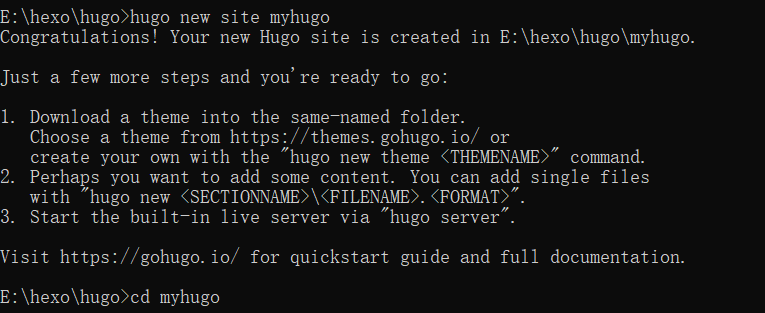 E:\hexo\hugo>hugo new site myhugo
Congratulations! Your new Hugo site is created in E:\hexo\hugo\myhugo.
Just a few more steps and you're ready to go:
1. Download a theme into the same-named folder.
Choose a theme from https://themes.gohugo.io/ or
create your own with the "hugo new theme <THEMENAME>" command.
2. Perhaps you want to add some content. You can add single files
with "hugo new <SECTIONNAME>\<FILENAME>.<FORMAT>".
3. Start the built-in live server via "hugo server".
Visit https://gohugo.io/ for quickstart guide and full documentation.
E:\hexo\hugo>cd myhugo